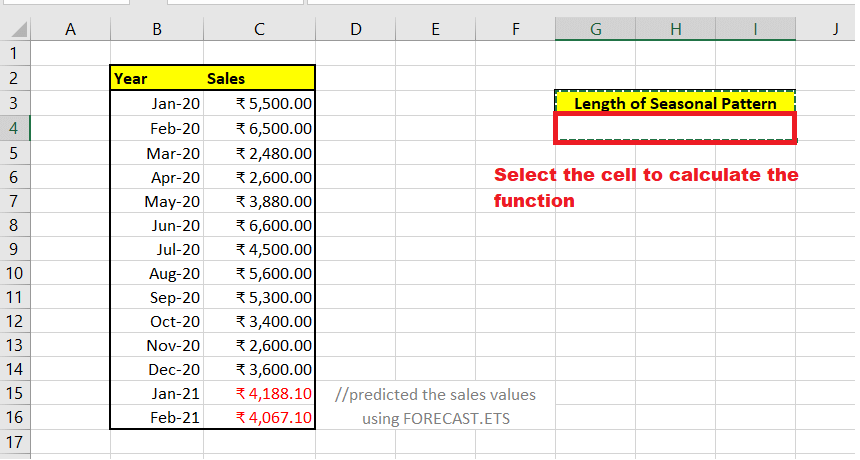 A B C D E F G H I J
1
2 Year Sales
3 Jan-20 ₹ 5,500.00 Length of Seasonal Pattern
4 Feb-20 ₹ 6,500.00
5 Mar-20 ₹ 2,480.00
6 Apr-20 ₹ 2,600.00 Select the cell to calculate the
7 May-20 ₹ 3,880.00 function
8 Jun-20 ₹ 6,600.00
9 Jul-20 ₹ 4,500.00
10 Aug-20 ₹ 5,600.00
11 Sep-20 ₹ 5,300.00
12 Oct-20 ₹ 3,400.00
13 Nov-20 ₹ 2,600.00
14 Dec-20 ₹ 3,600.00
15 Jan-21 ₹ 4,188.10 //predicted the sales values
16 Feb-21 ₹ 4,067.10 using FORECAST.ETS
17